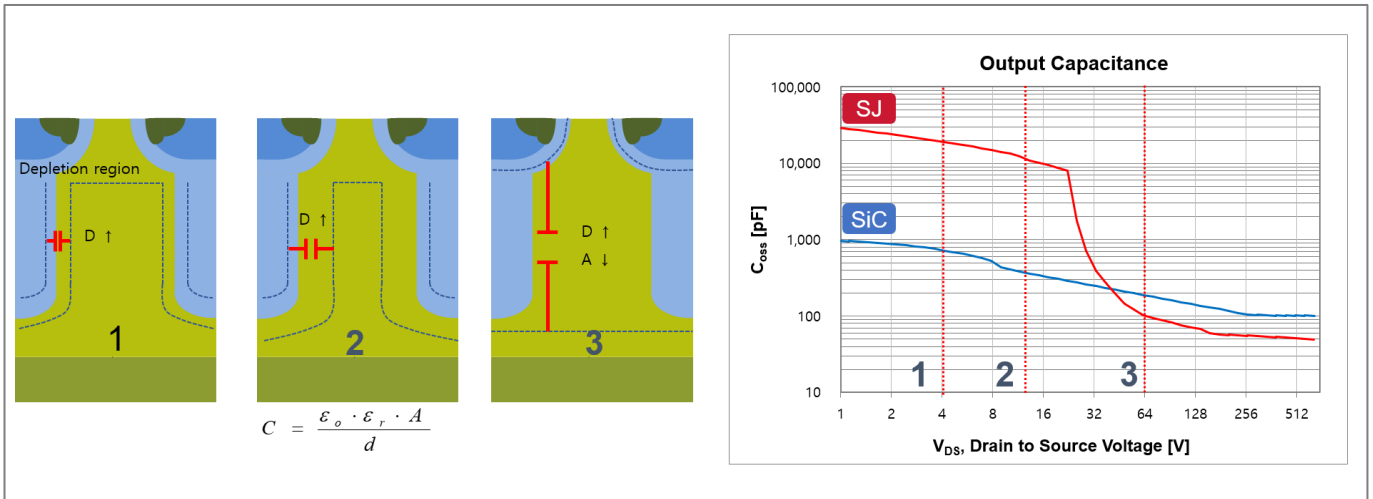 Depletion region
D ↑
1
D ↑
2
D ↑
A ↓
3
C = ε_o · ε_r · A / d
Output Capacitance
C_oss [pF]
100,000
10,000
1,000
100
10
SJ
SiC
1
2
3
1 2 4 8 16 32 64 128 256 512
V_DS, Drain to Source Voltage [V]